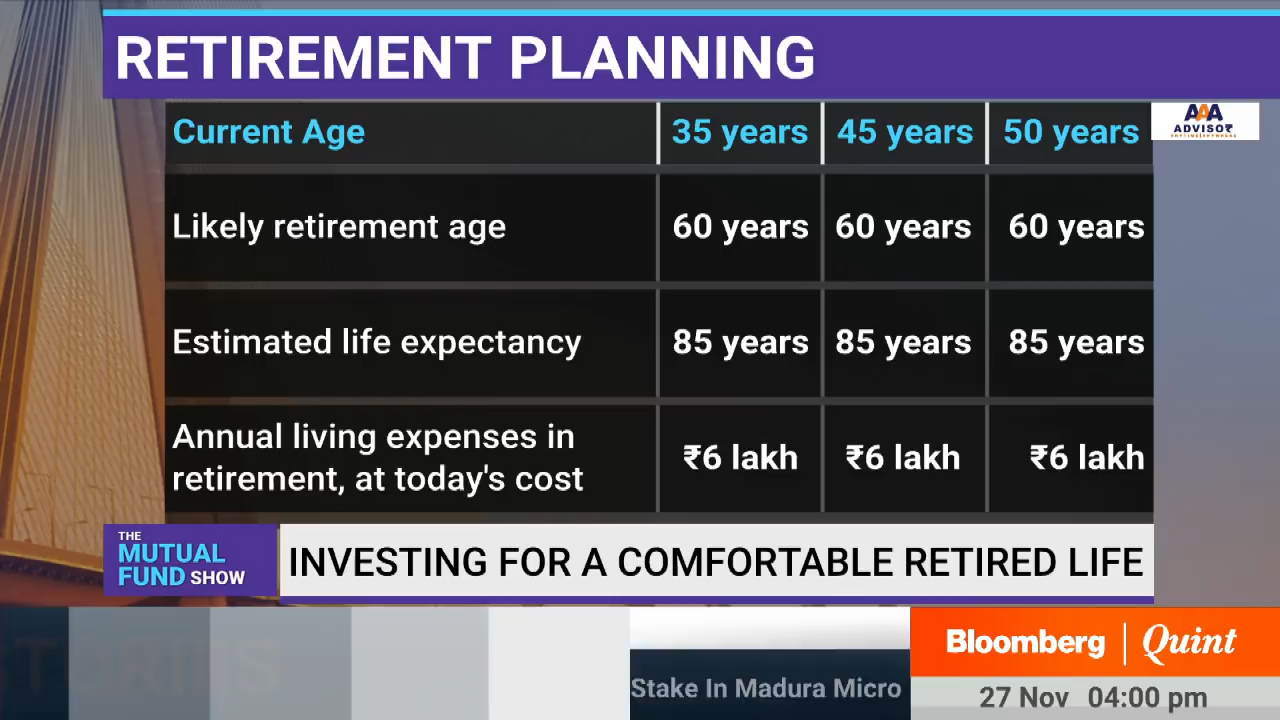 RETIREMENT PLANNING
AAA
ADVISO₹
Current Age 35 years 45 years 50 years
Likely retirement age 60 years 60 years 60 years
Estimated life expectancy 85 years 85 years 85 years
Annual living expenses in
retirement, at today's cost ₹6 lakh ₹6 lakh ₹6 lakh
THE
MUTUAL
FUND SHOW
INVESTING FOR A COMFORTABLE RETIRED LIFE
Stake In Madura Micro
Bloomberg | Quint
27 Nov 04:00 pm